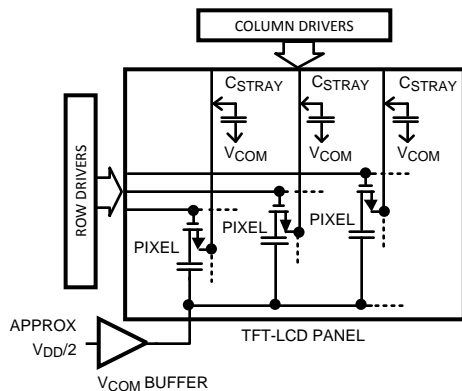 COLUMN DRIVERS
ROW DRIVERS
CSTRAY CSTRAY CSTRAY
VCOM VCOM VCOM
PIXEL PIXEL PIXEL
APPROX
VDD/2
VCOM BUFFER
TFT-LCD PANEL